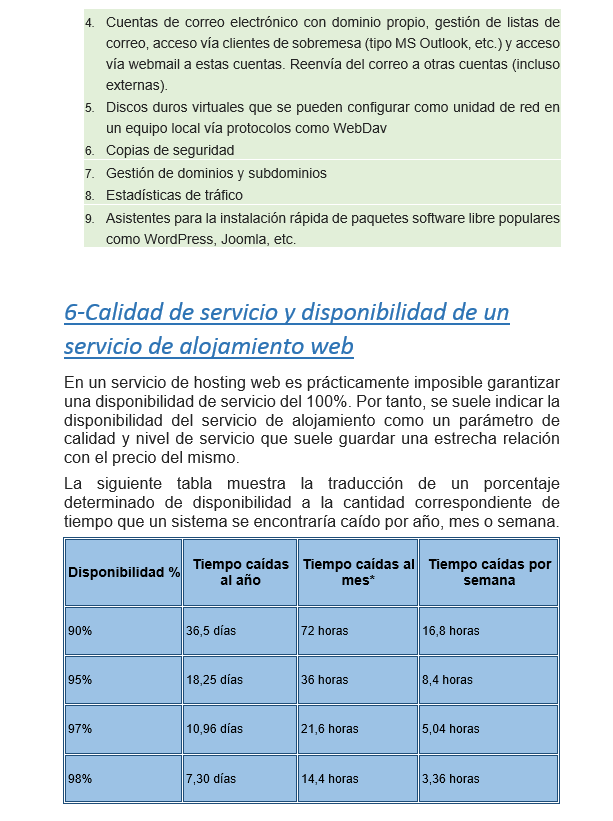 4. Cuentas de correo electrónico con dominio propio, gestión de listas de
correo, acceso vía clientes de sobremesa (tipo MS Outlook, etc.) y acceso
vía webmail a estas cuentas. Reenvía del correo a otras cuentas (incluso
externas).
5. Discos duros virtuales que se pueden configurar como unidad de red en
un equipo local vía protocolos como WebDav
6. Copias de seguridad
7. Gestión de dominios y subdominios
8. Estadísticas de tráfico
9. Asistentes para la instalación rápida de paquetes software libre populares
como WordPress, Joomla, etc.
6-Calidad de servicio y disponibilidad de un
servicio de alojamiento web
En un servicio de hosting web es prácticamente imposible garantizar
una disponibilidad de servicio del 100%. Por tanto, se suele indicar la
disponibilidad del servicio de alojamiento como un parámetro de
calidad y nivel de servicio que suele guardar una estrecha relación
con el precio del mismo.
La siguiente tabla muestra la traducción de un porcentaje
determinado de disponibilidad a la cantidad correspondiente de
tiempo que un sistema se encontraría caído por año, mes o semana.
Disponibilidad % Tiempo caídas al año Tiempo caídas al mes* Tiempo caídas por semana
90% 36,5 días 72 horas 16,8 horas
95% 18,25 días 36 horas 8,4 horas
97% 10,96 días 21,6 horas 5,04 horas
98% 7,30 días 14,4 horas 3,36 horas